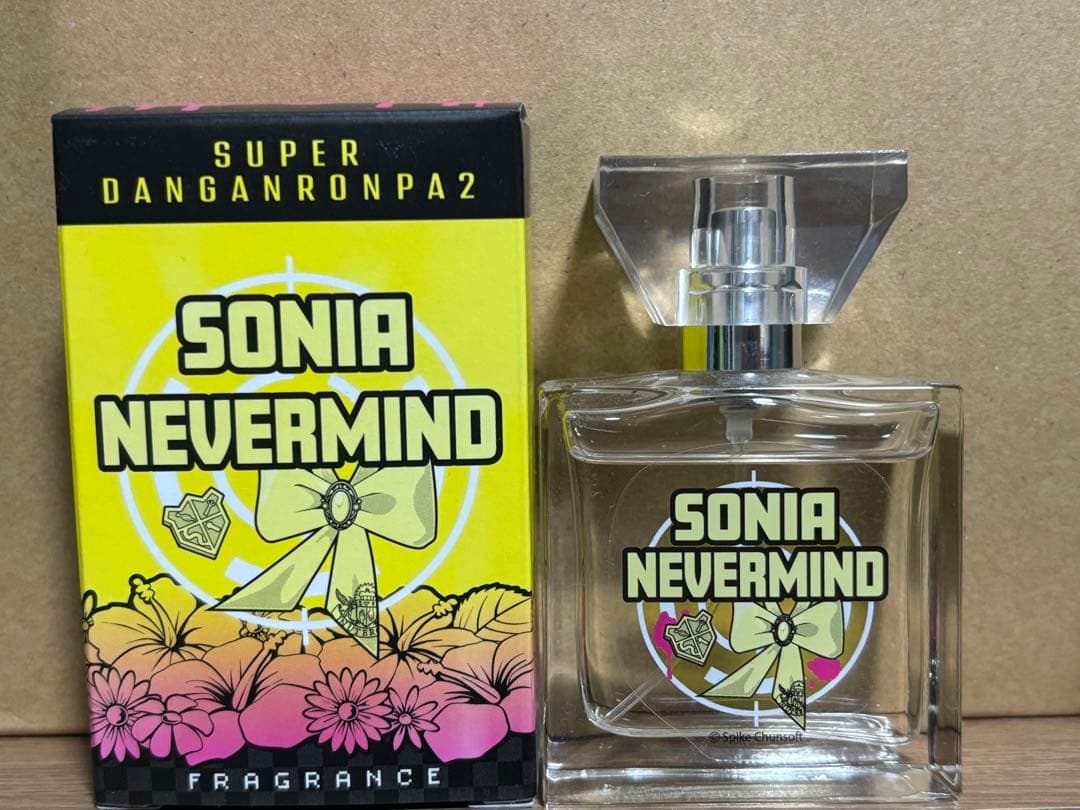 SUPER
DANGANRONPA2
SONIA
NEVERMIND
FRAGRANCE
SONIA
NEVERMIND
© Spike Chunsoft